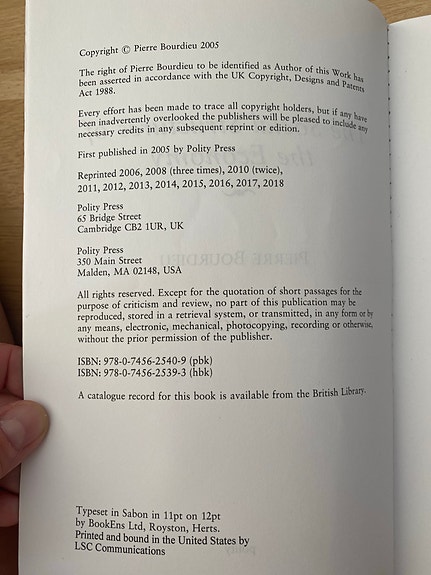 Copyright © Pierre Bourdieu 2005
The right of Pierre Bourdieu to be identified as Author of this Work has
been asserted in accordance with the UK Copyright, Designs and Patents
Act 1988.
Every effort has been made to trace all copyright holders, but if any have
been inadvertently overlooked the publishers will be pleased to include any
necessary credits in any subsequent reprint or edition.
First published in 2005 by Polity Press
Reprinted 2006, 2008 (three times), 2010 (twice),
2011, 2012, 2013, 2014, 2015, 2016, 2017, 2018
Polity Press
65 Bridge Street
Cambridge CB2 1UR, UK
Polity Press
350 Main Street
Malden, MA 02148, USA
All rights reserved. Except for the quotation of short passages for the
purpose of criticism and review, no part of this publication may be
reproduced, stored in a retrieval system, or transmitted, in any form or by
any means, electronic, mechanical, photocopying, recording or otherwise,
without the prior permission of the publisher.
ISBN: 978-0-7456-2540-9 (pbk)
ISBN: 978-0-7456-2539-3 (hbk)
A catalogue record for this book is available from the British Library.
Typeset in Sabon in 11pt on 12pt
by BookEns Ltd, Royston, Herts.
Printed and bound in the United States by
LSC Communications